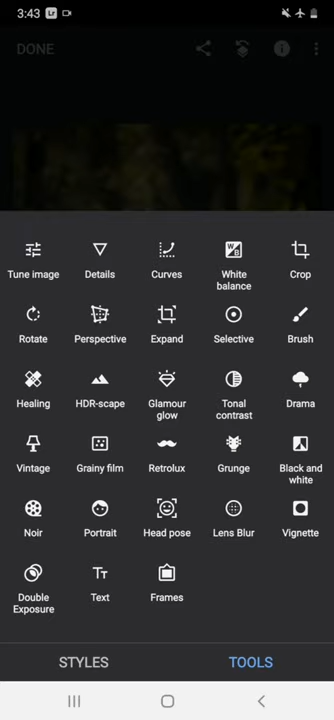 3:43 Lr
DONE
Tune image Details Curves White balance Crop
Rotate Perspective Expand Selective Brush
Healing HDR-scape Glamour glow Tonal contrast Drama
Vintage Grainy film Retrolux Grunge Black and white
Noir Portrait Head pose Lens Blur Vignette
Double Exposure Text Frames
STYLES TOOLS